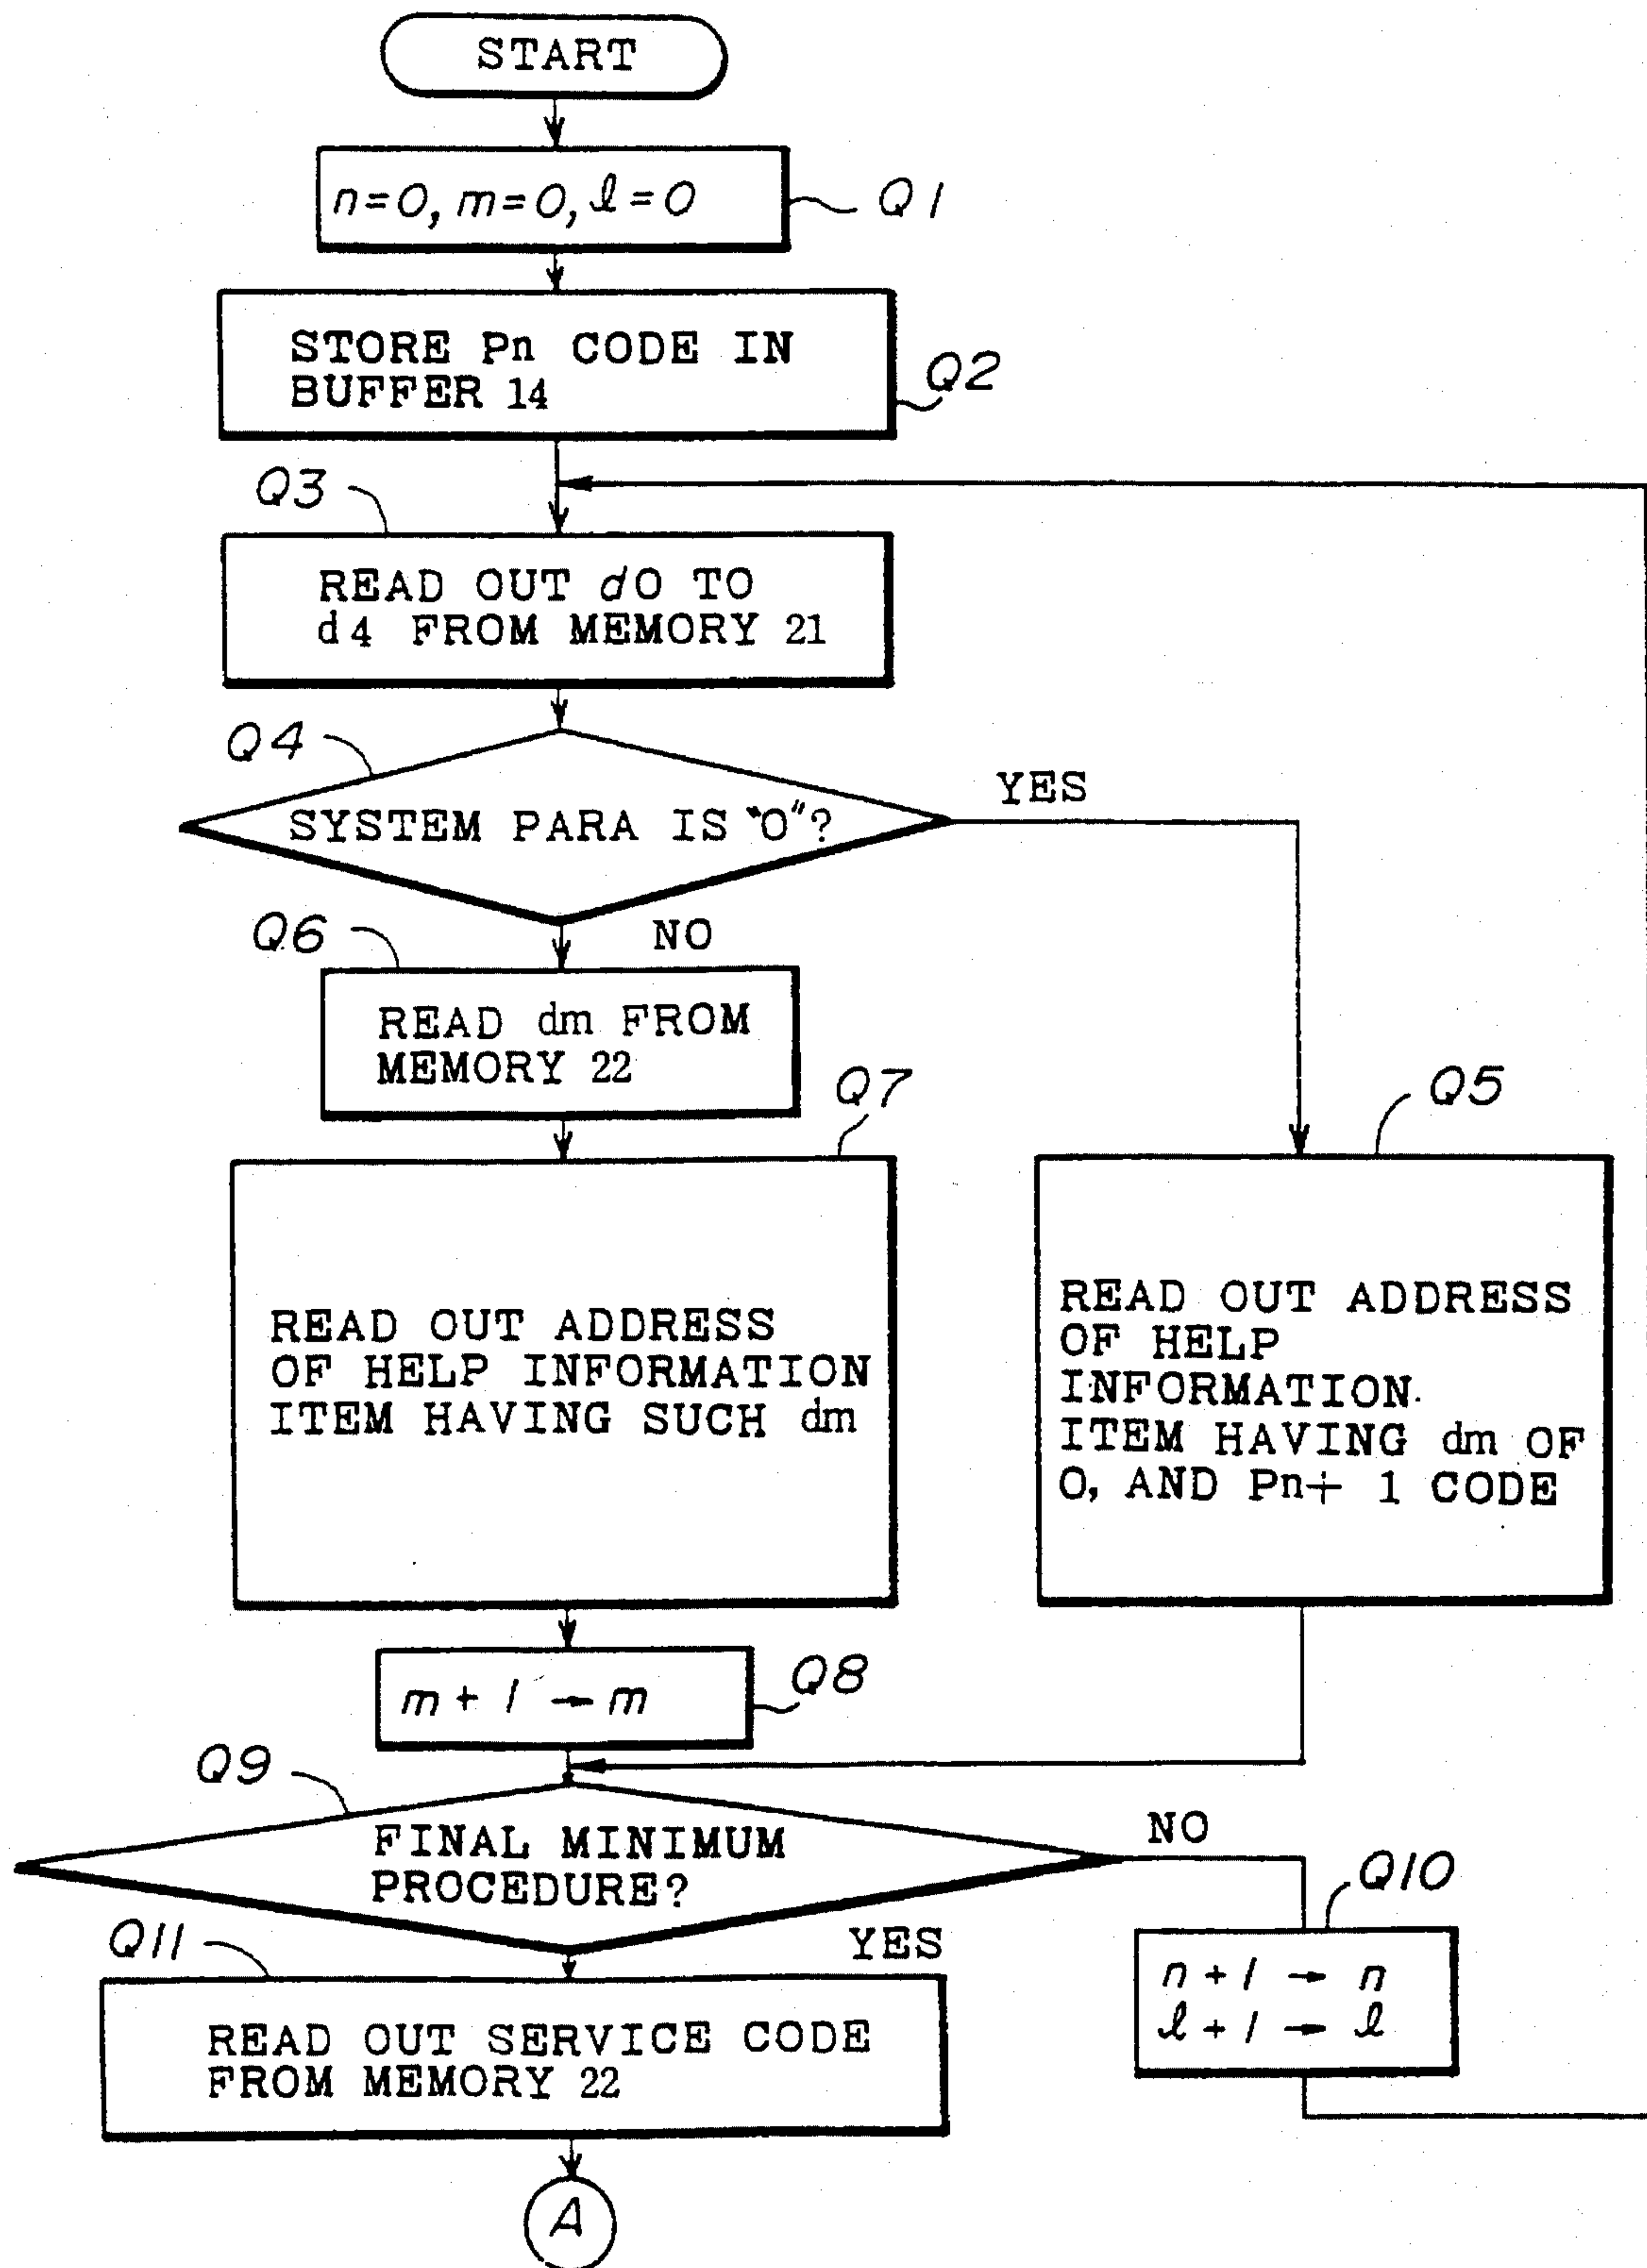 START
n=0, m=0, ℓ=0
Q1
STORE Pn CODE IN
BUFFER 14
Q2
Q3
READ OUT d0 TO
d4 FROM MEMORY 21
Q4
SYSTEM PARA IS "0"?
YES
NO
Q6
READ dm FROM
MEMORY 22
Q7
READ OUT ADDRESS
OF HELP INFORMATION
ITEM HAVING SUCH dm
Q5
READ OUT ADDRESS
OF HELP
INFORMATION
ITEM HAVING dm OF
0, AND Pn+ 1 CODE
m + 1 → m
Q8
Q9
FINAL MINIMUM
PROCEDURE?
NO
YES
Q10
n + 1 → n
ℓ + 1 → ℓ
Q11
READ OUT SERVICE CODE
FROM MEMORY 22
A